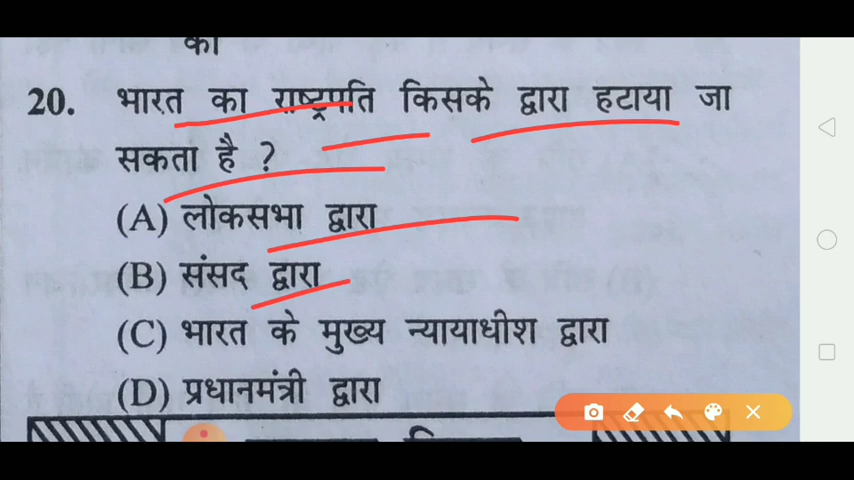 को
20. भारत का राष्ट्रपति किसके द्वारा हटाया जा
सकता है ?
(A) लोकसभा द्वारा
(B) संसद द्वारा
(C) भारत के मुख्य न्यायाधीश द्वारा
(D) प्रधानमंत्री द्वारा